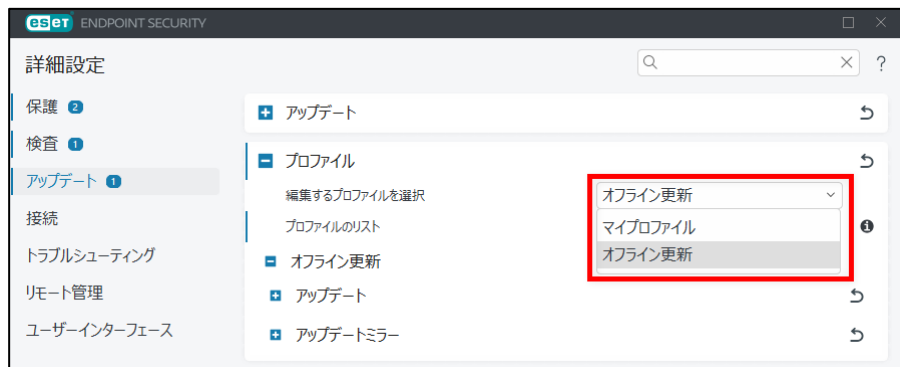 eset ENDPOINT SECURITY
詳細設定
?
保護 2
検査 1
アップデート 1
接続
トラブルシューティング
リモート管理
ユーザーインターフェース
アップデート
プロファイル
編集するプロファイルを選択
オフライン更新
プロファイルのリスト
マイプロファイル
オフライン更新
オフライン更新
アップデート
アップデートミラー